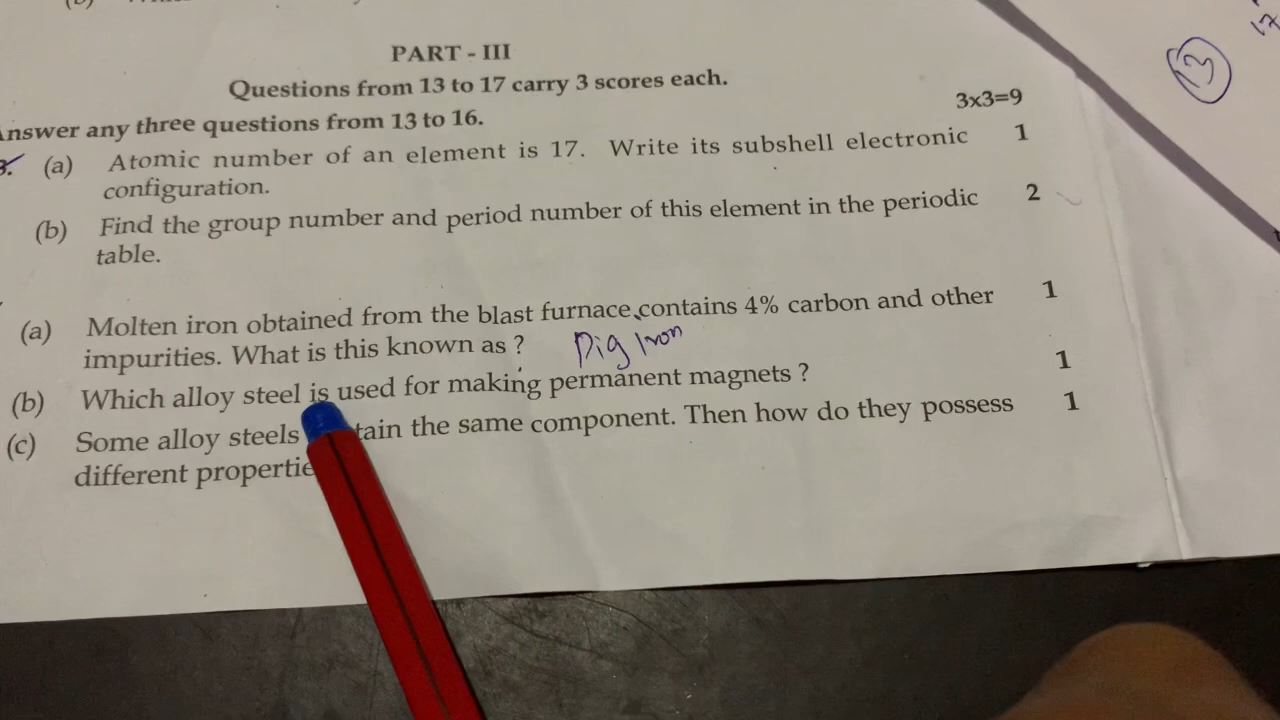 PART - III
Questions from 13 to 17 carry 3 scores each.
Answer any three questions from 13 to 16. 3x3=9
(a) Atomic number of an element is 17. Write its subshell electronic 1
configuration.
(b) Find the group number and period number of this element in the periodic 2
table.
(a) Molten iron obtained from the blast furnace contains 4% carbon and other 1
impurities. What is this known as ? Pig Iron
(b) Which alloy steel is used for making permanent magnets ? 1
(c) Some alloy steels tain the same component. Then how do they possess 1
different propertie
13
17